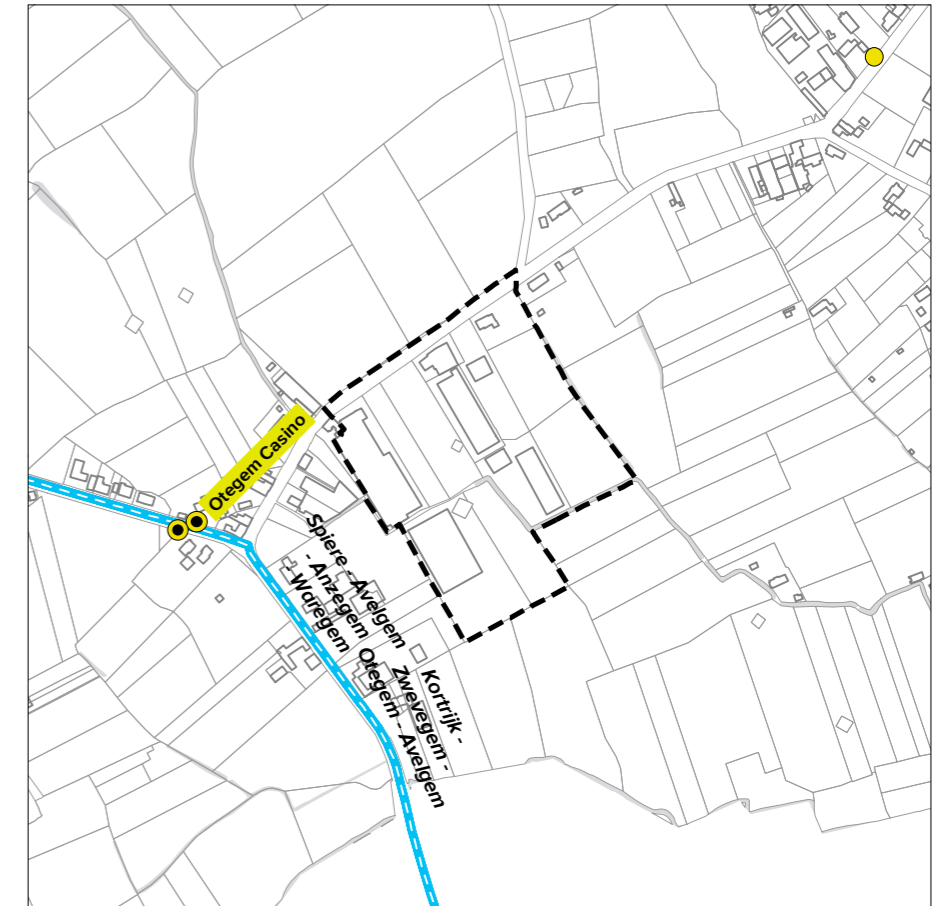 Otegem Casino
Spiere - Avelgem
- Anzegem
- Waregem
Kortrijk -
Zwevegem -
Otegem - Avelgem